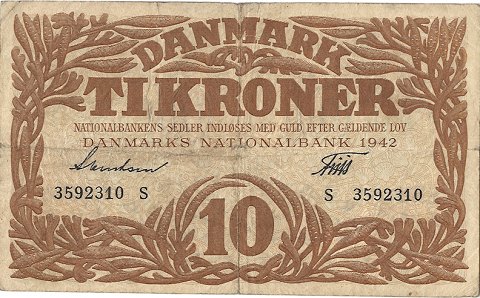 DANMARK
TI KRONER
NATIONALBANKENS SEDLER INDLØSES MED GULD EFTER GÆLDENDE LOV
DANMARKS NATIONALBANK 1942
3592310 S S 3592310
10